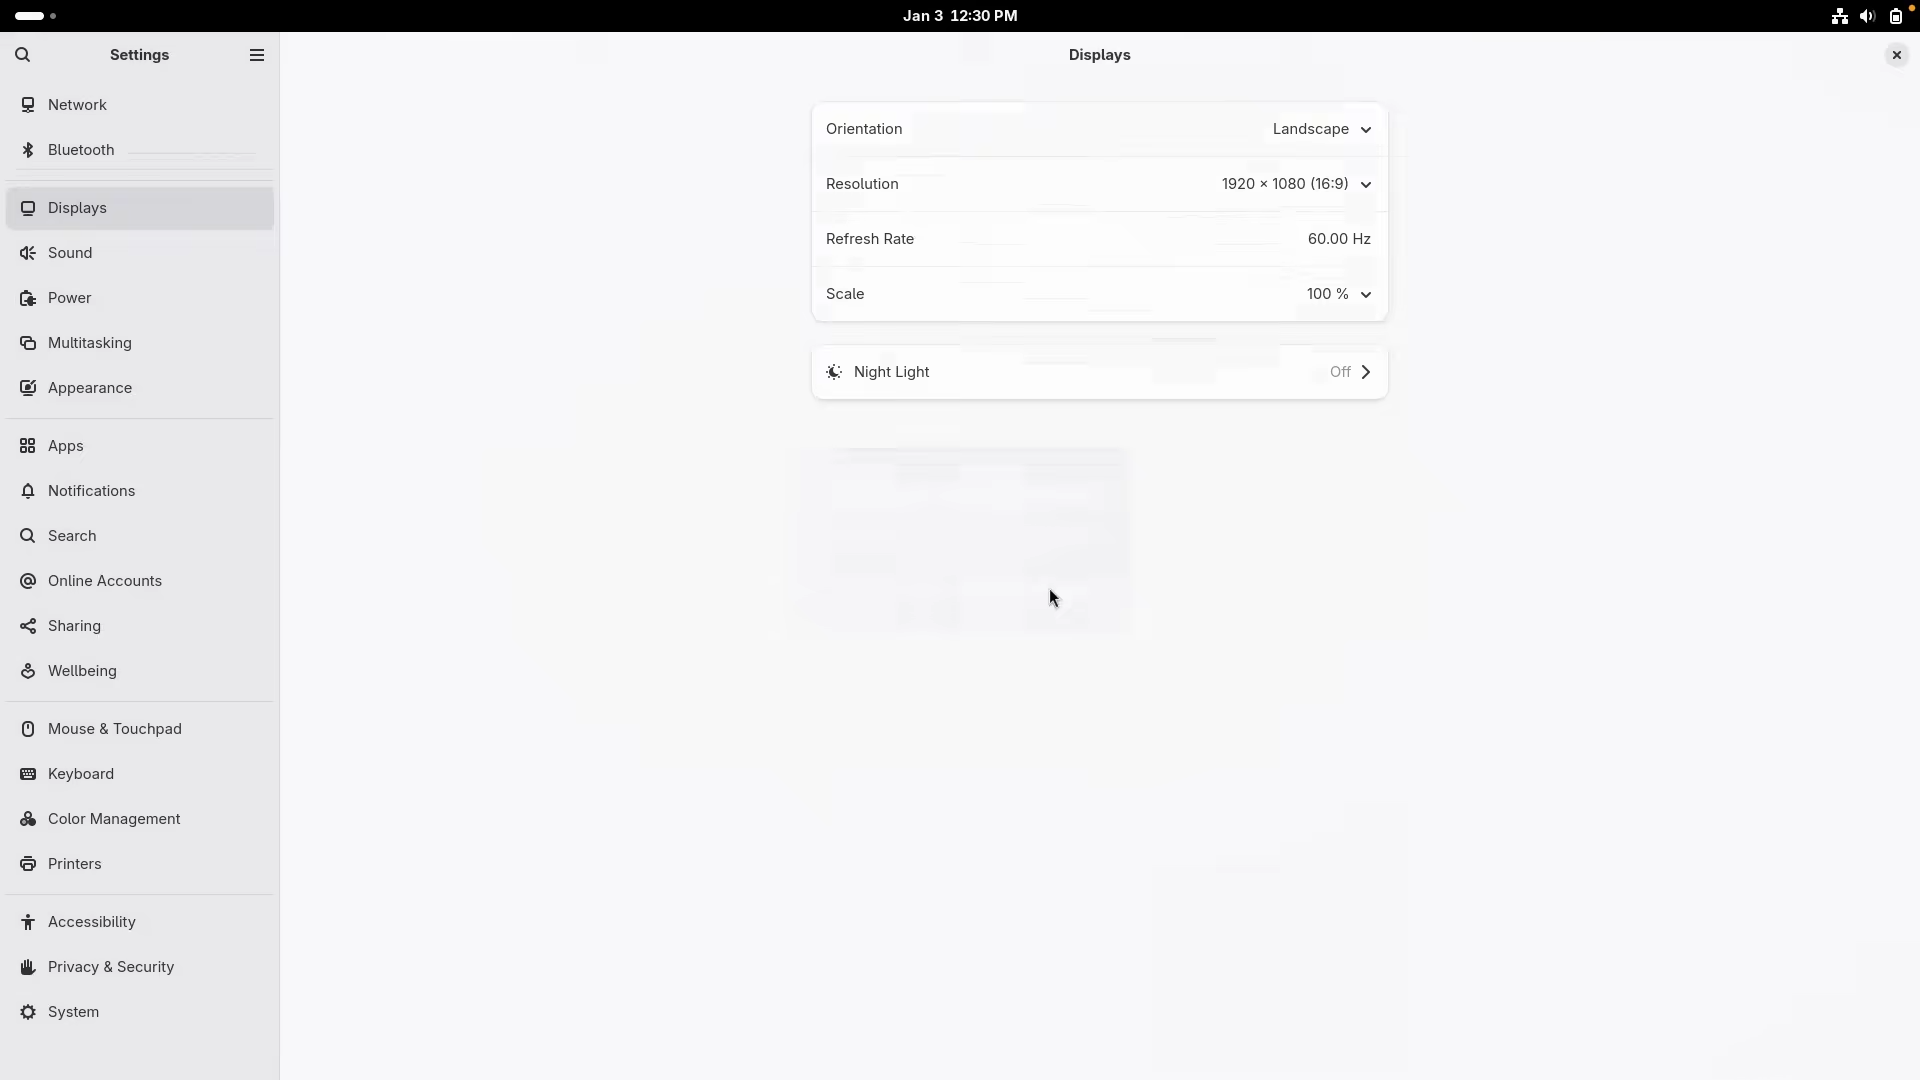 Jan 3 12:30 PM
Settings
Displays
Network
Bluetooth
Displays
Sound
Power
Multitasking
Appearance
Apps
Notifications
Search
Online Accounts
Sharing
Wellbeing
Mouse & Touchpad
Keyboard
Color Management
Printers
Accessibility
Privacy & Security
System
Orientation Landscape
Resolution 1920 × 1080 (16:9)
Refresh Rate 60.00 Hz
Scale 100 %
Night Light Off